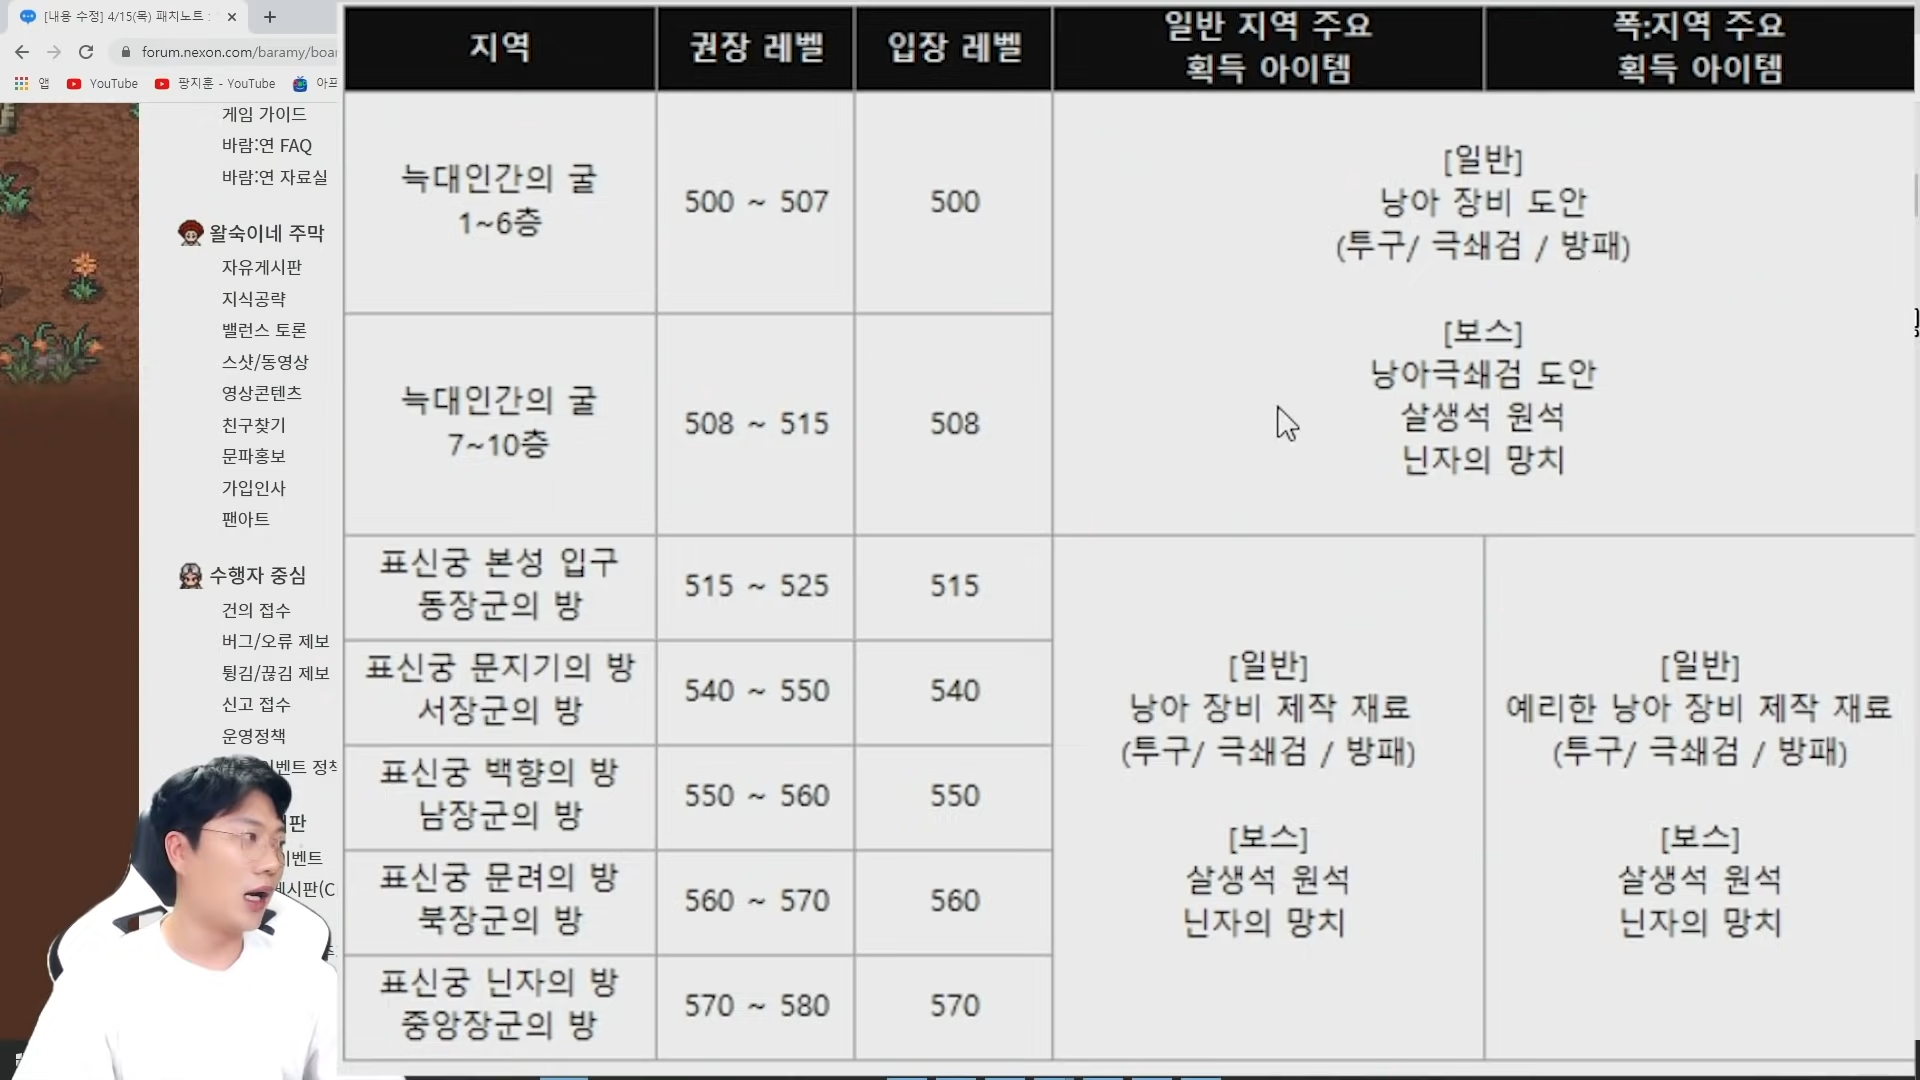 [내용 수정] 4/15(목) 패치노트 :
forum.nexon.com/baramy/boar
앱
YouTube
팡지훈 - YouTube
아프
게임 가이드
바람:연 FAQ
바람:연 자료실
왈숙이네 주막
자유게시판
지식공략
밸런스 토론
스샷/동영상
영상콘텐츠
친구찾기
문파홍보
가입인사
팬아트
수행자 중심
건의 접수
버그/오류 제보
튕김/끊김 제보
신고 접수
운영정책
이벤트 정책
지역
권장 레벨
입장 레벨
일반 지역 주요
획득 아이템
폭:지역 주요
획득 아이템
늑대인간의 굴
1~6층
500 ~ 507
500
[일반]
낭아 장비 도안
(투구/ 극쇄검 / 방패)
[보스]
낭아극쇄검 도안
살생석 원석
닌자의 망치
늑대인간의 굴
7~10층
508 ~ 515
508
표신궁 본성 입구
동장군의 방
515 ~ 525
515
표신궁 문지기의 방
서장군의 방
540 ~ 550
540
표신궁 백향의 방
남장군의 방
550 ~ 560
550
표신궁 문려의 방
북장군의 방
560 ~ 570
560
표신궁 닌자의 방
중앙장군의 방
570 ~ 580
570
[일반]
낭아 장비 제작 재료
(투구/ 극쇄검 / 방패)
[보스]
살생석 원석
닌자의 망치
[일반]
예리한 낭아 장비 제작 재료
(투구/ 극쇄검 / 방패)
[보스]
살생석 원석
닌자의 망치